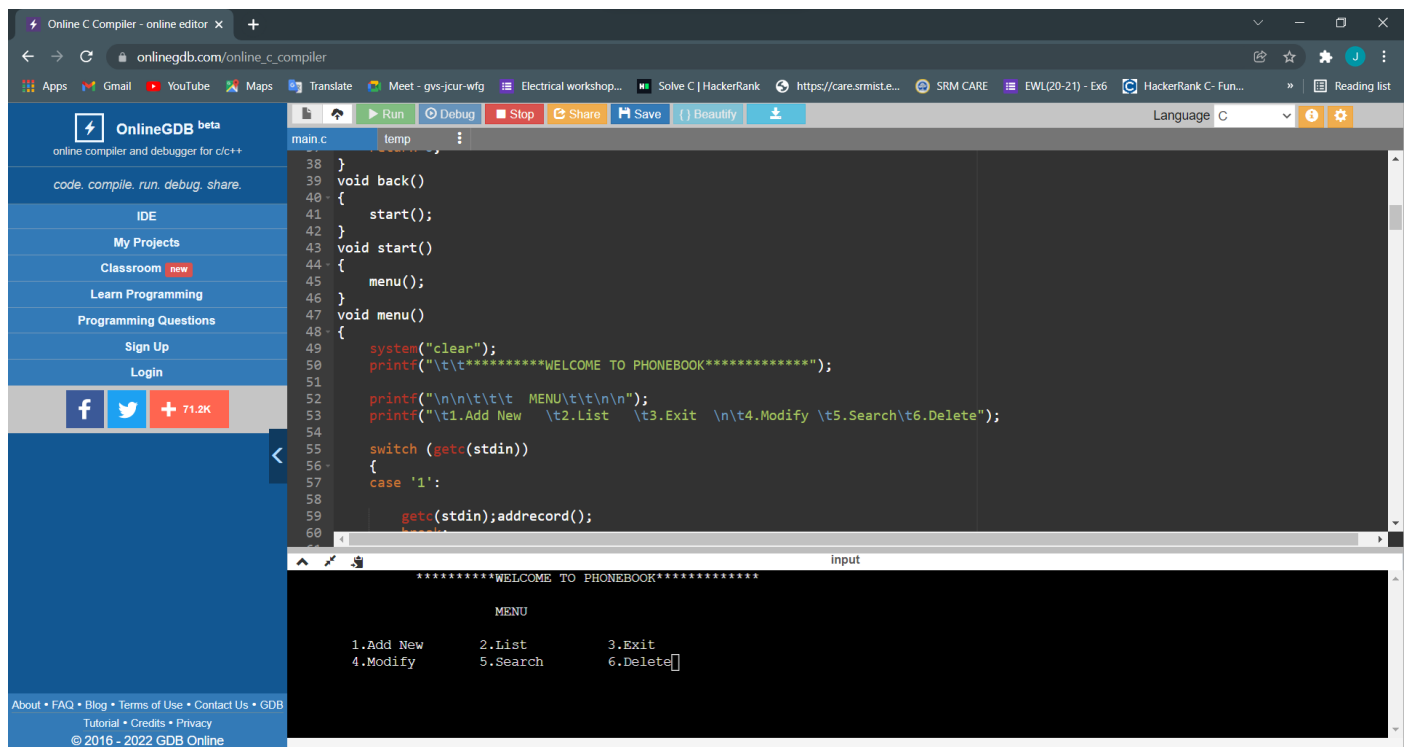 Online C Compiler - online editor
onlinegdb.com/online_c_compiler
J
Apps Gmail YouTube Maps Translate Meet - gvs-jcur-wfg Electrical workshop... Solve C | HackerRank https://care.srmist.e... SRM CARE EWL(20-21) - Ex6 HackerRank C- Fun... » Reading list
OnlineGDB beta
online compiler and debugger for c/c++
code. compile. run. debug. share.
IDE
My Projects
Classroom new
Learn Programming
Programming Questions
Sign Up
Login
71.2K
About • FAQ • Blog • Terms of Use • Contact Us • GDB
Tutorial • Credits • Privacy
© 2016 - 2022 GDB Online
Run Debug Stop Share Save { } Beautify Language C
main.c temp
38 }
39 void back()
40 {
41 start();
42 }
43 void start()
44 {
45 menu();
46 }
47 void menu()
48 {
49 system("clear");
50 printf("\t\t**********WELCOME TO PHONEBOOK*************");
51
52 printf("\n\n\t\t\t  MENU\t\t\n\n");
53 printf("\t1.Add New   \t2.List   \t3.Exit  \n\t4.Modify \t5.Search\t6.Delete");
54
55 switch (getc(stdin))
56 {
57 case '1':
58
59 getc(stdin);addrecord();
60
input
**********WELCOME TO PHONEBOOK*************
MENU
1.Add New 2.List 3.Exit
4.Modify 5.Search 6.Delete